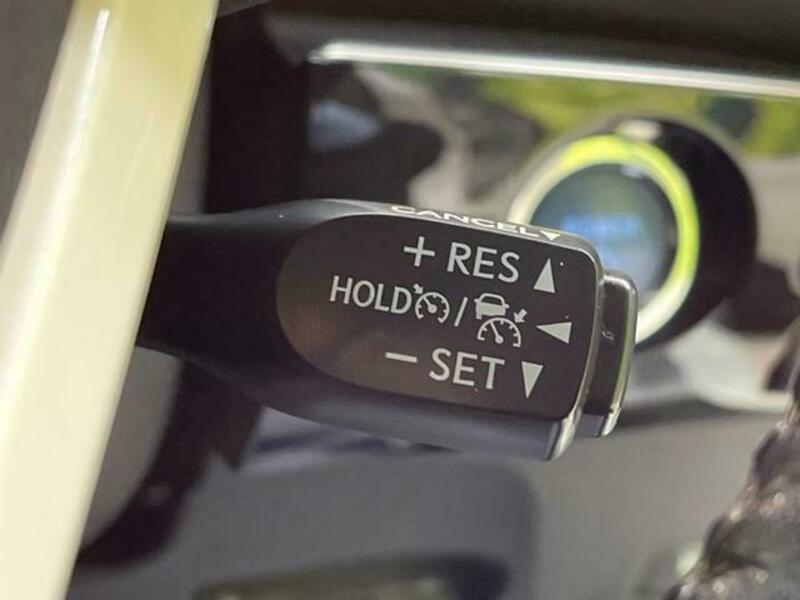 CANCEL▼
+ RES ▲
HOLD / ◀
− SET ▼